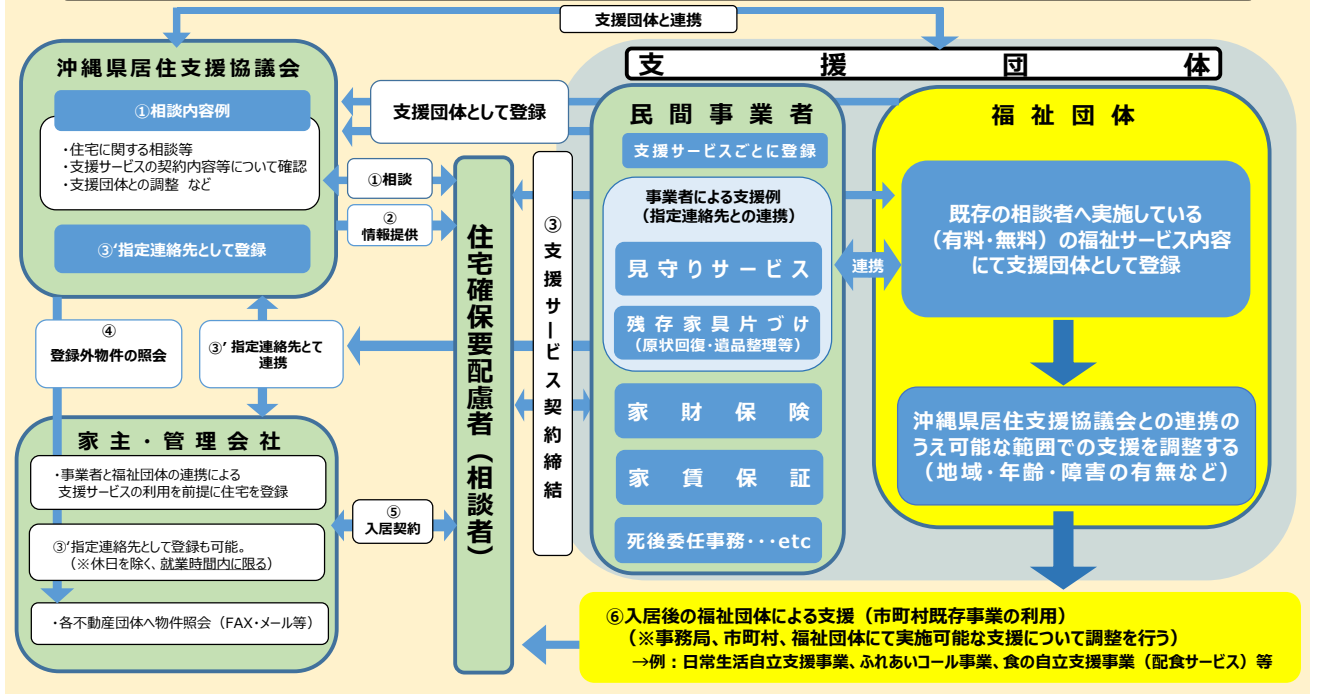 支援団体と連携
沖縄県居住支援協議会
①相談内容例
・住宅に関する相談等
・支援サービスの契約内容等について確認
・支援団体との調整 など
③‘指定連絡先として登録
支援団体として登録
①相談
②
情報提供
④
登録外物件の照会
③’ 指定連絡先とて
連携
家主・管理会社
・事業者と福祉団体の連携による
支援サービスの利用を前提に住宅を登録
③’指定連絡先として登録も可能。
（※休日を除く、就業時間内に限る）
・各不動産団体へ物件照会（FAX・メール等）
⑤
入居契約
住宅確保要配慮者（相談者）
③支援サービス契約締結
支援団体
民間事業者
支援サービスごとに登録
事業者による支援例
（指定連絡先との連携）
見守りサービス
残存家具片づけ
（原状回復・遺品整理等）
家財保険
家賃保証
死後委任事務・・・etc
連携
福祉団体
既存の相談者へ実施している
（有料・無料）の福祉サービス内容
にて支援団体として登録
沖縄県居住支援協議会との連携の
うえ可能な範囲での支援を調整する
（地域・年齢・障害の有無など）
⑥入居後の福祉団体による支援（市町村既存事業の利用）
（※事務局、市町村、福祉団体にて実施可能な支援について調整を行う）
→例：日常生活自立支援事業、ふれあいコール事業、食の自立支援事業（配食サービス）等